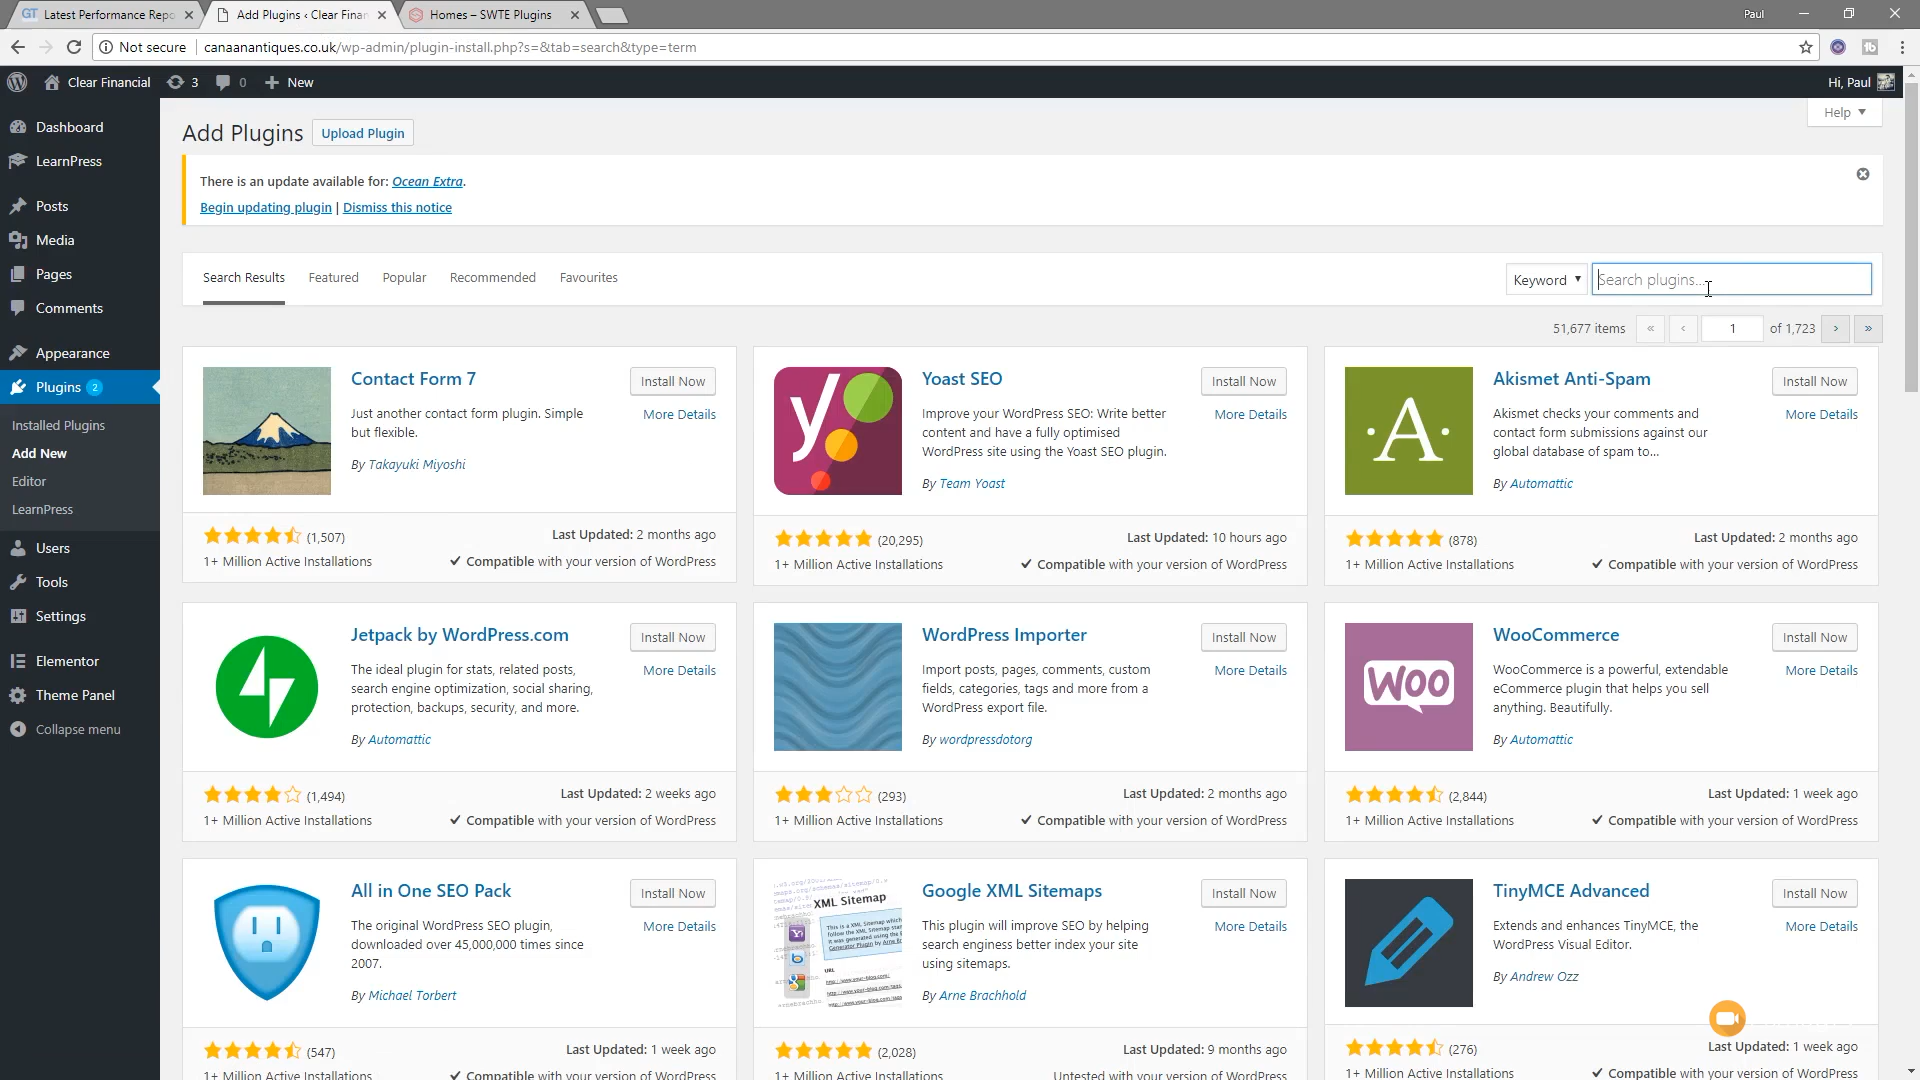 Latest Performance Repo
Add Plugins ‹ Clear Finan
Homes – SWTE Plugins
Paul
Not secure
canaanantiques.co.uk/wp-admin/plugin-install.php?s=&tab=search&type=term
Clear Financial
3
0
New
Hi, Paul
Dashboard
LearnPress
Posts
Media
Pages
Comments
Appearance
Plugins 2
Installed Plugins
Add New
Editor
LearnPress
Users
Tools
Settings
Elementor
Theme Panel
Collapse menu
Help
Add Plugins
Upload Plugin
There is an update available for: Ocean Extra.
Begin updating plugin | Dismiss this notice
Search Results Featured Popular Recommended Favourites
Keyword
Search plugins...
51,677 items « ‹ 1 of 1,723 › »
Contact Form 7
Install Now
More Details
Just another contact form plugin. Simple
but flexible.
By Takayuki Miyoshi
(1,507)
Last Updated: 2 months ago
1+ Million Active Installations
Compatible with your version of WordPress
Yoast SEO
Install Now
More Details
Improve your WordPress SEO: Write better
content and have a fully optimised
WordPress site using the Yoast SEO plugin.
By Team Yoast
(20,295)
Last Updated: 10 hours ago
1+ Million Active Installations
Compatible with your version of WordPress
A
Akismet Anti-Spam
Install Now
More Details
Akismet checks your comments and
contact form submissions against our
global database of spam to...
By Automattic
(878)
Last Updated: 2 months ago
1+ Million Active Installations
Compatible with your version of WordPress
Jetpack by WordPress.com
Install Now
More Details
The ideal plugin for stats, related posts,
search engine optimization, social sharing,
protection, backups, security, and more.
By Automattic
(1,494)
Last Updated: 2 weeks ago
1+ Million Active Installations
Compatible with your version of WordPress
WordPress Importer
Install Now
More Details
Import posts, pages, comments, custom
fields, categories, tags and more from a
WordPress export file.
By wordpressdotorg
(293)
Last Updated: 2 months ago
1+ Million Active Installations
Compatible with your version of WordPress
WOO
WooCommerce
Install Now
More Details
WooCommerce is a powerful, extendable
eCommerce plugin that helps you sell
anything. Beautifully.
By Automattic
(2,844)
Last Updated: 1 week ago
1+ Million Active Installations
Compatible with your version of WordPress
All in One SEO Pack
Install Now
More Details
The original WordPress SEO plugin,
downloaded over 45,000,000 times since
2007.
By Michael Torbert
(547)
Last Updated: 1 week ago
1+ Million Active Installations
Compatible with your version of WordPress
XML Sitemap
Google XML Sitemaps
Install Now
More Details
This plugin will improve SEO by helping
search enginess better index your site
using sitemaps.
By Arne Brachhold
(2,028)
Last Updated: 9 months ago
1+ Million Active Installations
Untested with your version of WordPress
TinyMCE Advanced
Install Now
More Details
Extends and enhances TinyMCE, the
WordPress Visual Editor.
By Andrew Ozz
(276)
Last Updated: 1 week ago
1+ Million Active Installations
Compatible with your version of WordPress